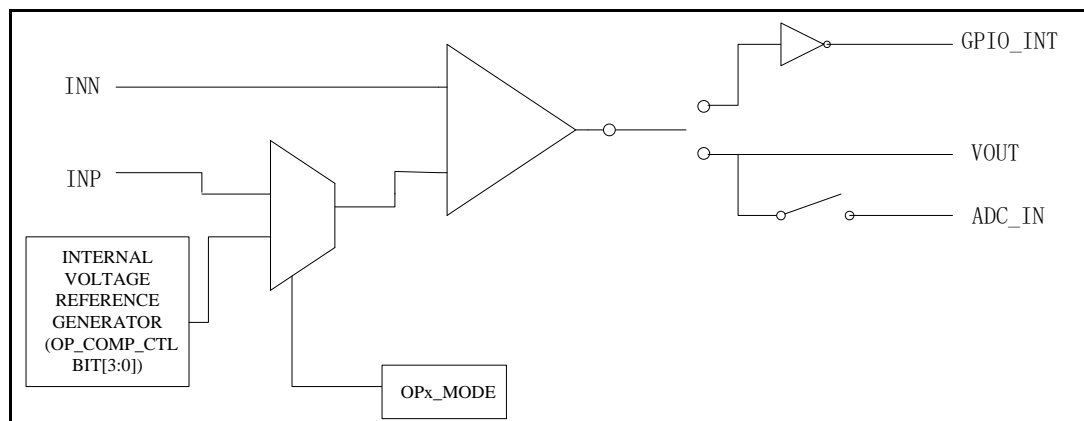 GPIO_INT
INN
VOUT
INP
ADC_IN
INTERNAL
VOLTAGE
REFERENCE
GENERATOR
(OP_COMP_CTL
BIT[3:0])
OPx_MODE